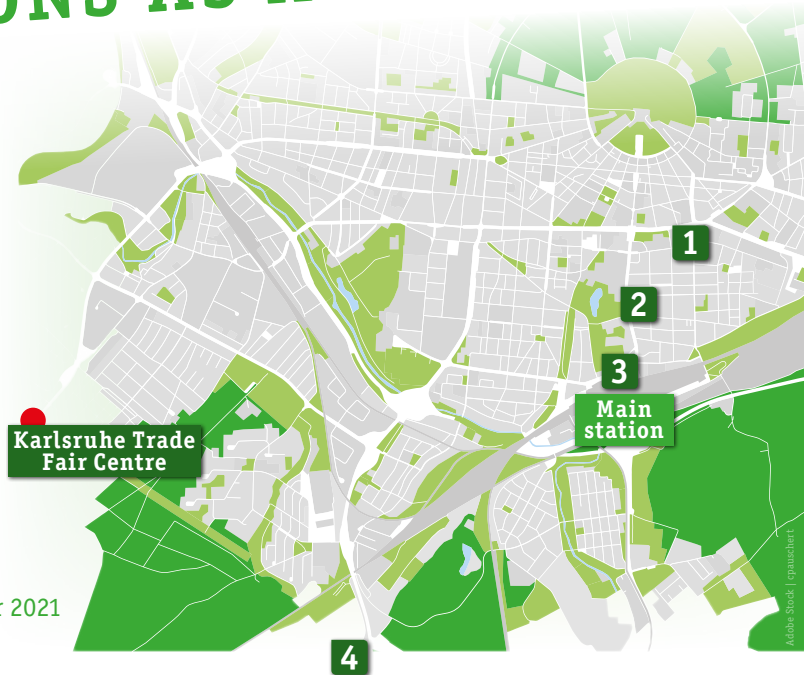 1
2
3
Main
station
Karlsruhe Trade
Fair Centre
2021
4
Adobe Stock | cpauschert